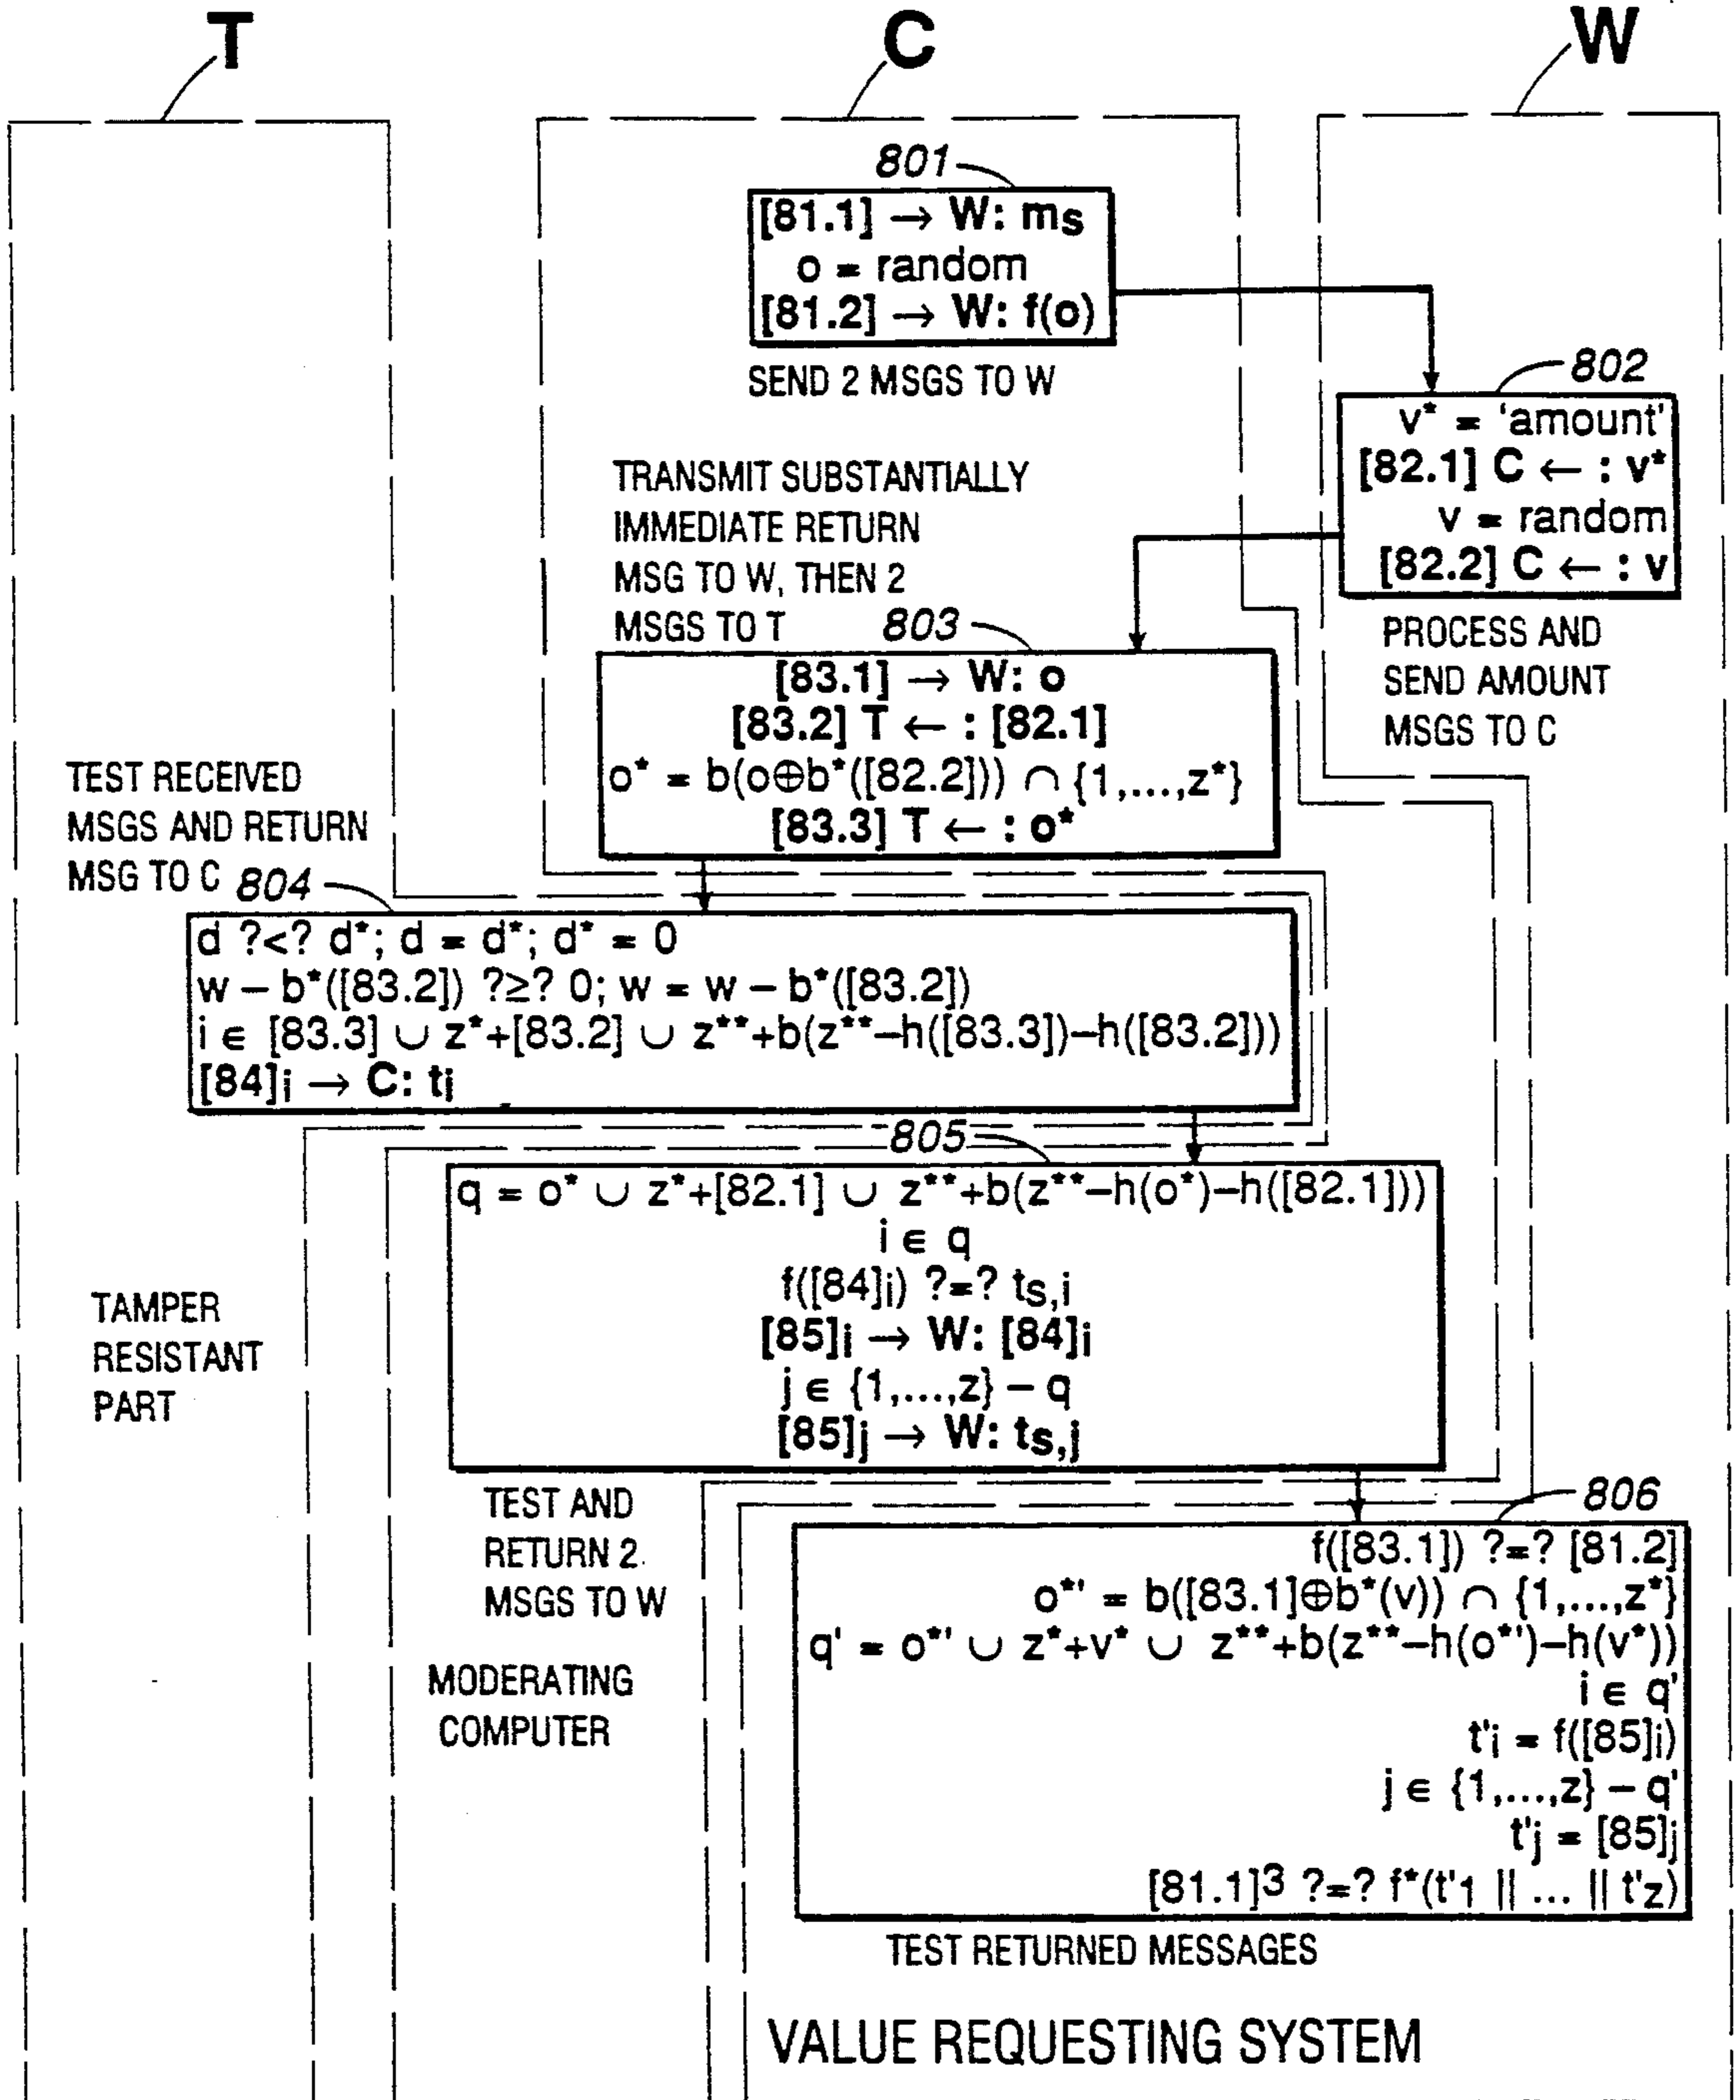 T
C
W
801
[81.1] → W: ms
o = random
[81.2] → W: f(o)
SEND 2 MSGS TO W
802
v* = 'amount'
[82.1] C ← : v*
v = random
[82.2] C ← : v
PROCESS AND
SEND AMOUNT
MSGS TO C
TRANSMIT SUBSTANTIALLY
IMMEDIATE RETURN
MSG TO W, THEN 2
MSGS TO T
803
[83.1] → W: o
[83.2] T ← : [82.1]
o* = b(o⊕b*([82.2])) ∩ {1,...,z*}
[83.3] T ← : o*
TEST RECEIVED
MSGS AND RETURN
MSG TO C
804
d ?<? d*; d = d*; d* = 0
w – b*([83.2]) ?≥? 0; w = w – b*([83.2])
i ∈ [83.3] ∪ z*+[83.2] ∪ z**+b(z**–h([83.3])–h([83.2]))
[84]i → C: ti
805
q = o* ∪ z*+[82.1] ∪ z**+b(z**–h(o*)–h([82.1]))
i ∈ q
f([84]i) ?=? ts,i
[85]i → W: [84]i
j ∈ {1,...,z} – q
[85]j → W: ts,j
TAMPER
RESISTANT
PART
TEST AND
RETURN 2
MSGS TO W
806
f([83.1]) ?=? [81.2]
o*' = b([83.1]⊕b*(v)) ∩ {1,...,z*}
q' = o*' ∪ z*+v* ∪ z**+b(z**–h(o*')–h(v*))
i ∈ q'
t'i = f([85]i)
j ∈ {1,...,z} – q'
t'j = [85]j
[81.1]3 ?=? f*(t'1 || ... || t'z)
MODERATING
COMPUTER
TEST RETURNED MESSAGES
VALUE REQUESTING SYSTEM